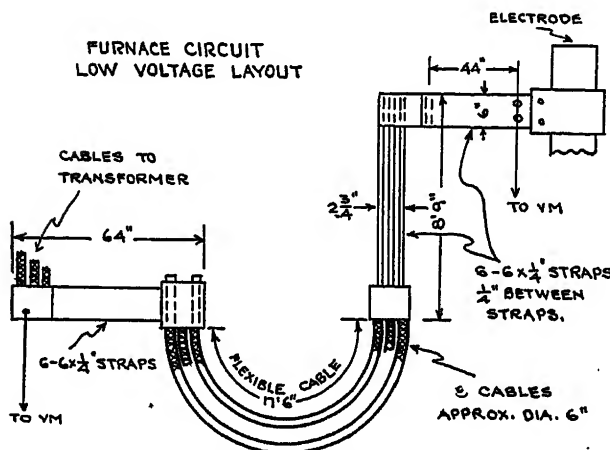 ELECTRODE
FURNACE CIRCUIT
LOW VOLTAGE LAYOUT
44"
6"
CABLES TO
TRANSFORMER
64"
2 3/4"
8'9"
TO VM
6-6x1/4" STRAPS
1/4" BETWEEN
STRAPS.
6-6x1/4" STRAPS
FLEXIBLE CABLE
17'6"
CABLES
APPROX. DIA. 6"
TO VM